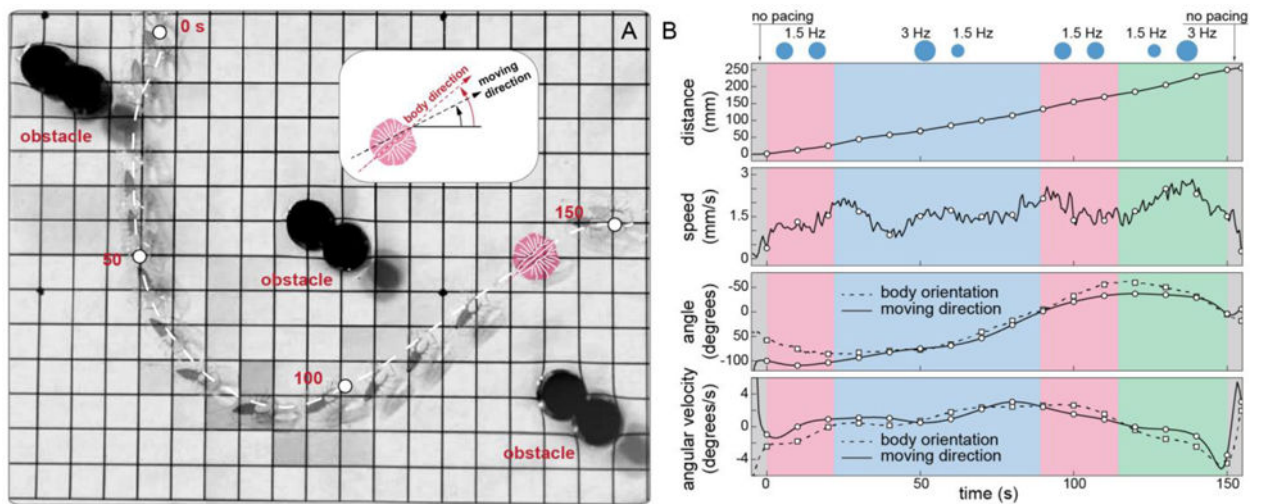 A
0 s
obstacle
body direction
moving
direction
50
obstacle
150
100
obstacle
B
no pacing
no pacing
1.5 Hz
3 Hz
1.5 Hz
1.5 Hz
1.5 Hz
3 Hz
distance
(mm)
250
200
150
100
50
0
speed
(mm/s)
3
1.5
0
angle
(degrees)
-50
0
50
-100
body orientation
moving direction
angular velocity
(degrees/s)
4
0
-4
body orientation
moving direction
0
50
100
150
time (s)